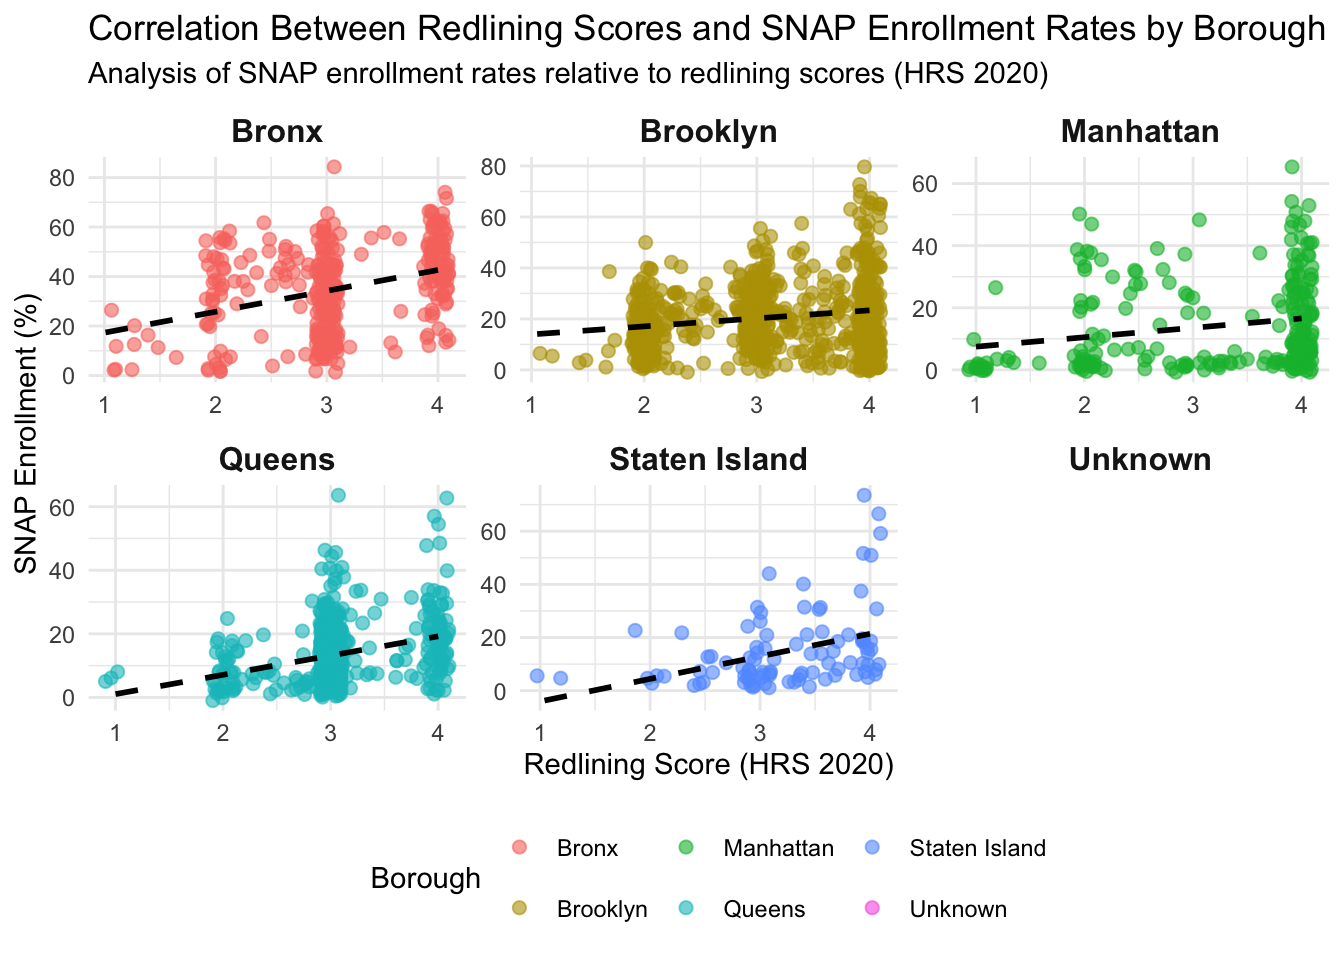 Correlation Between Redlining Scores and SNAP Enrollment Rates by Borough
Analysis of SNAP enrollment rates relative to redlining scores (HRS 2020)
Bronx
Brooklyn
Manhattan
80
60
40
20
0
1 2 3 4
80
60
40
20
0
1 2 3 4
60
40
20
0
1 2 3 4
SNAP Enrollment (%)
Queens
Staten Island
Unknown
60
40
20
0
1 2 3 4
60
40
20
0
1 2 3 4
Redlining Score (HRS 2020)
Borough
Bronx
Manhattan
Staten Island
Brooklyn
Queens
Unknown